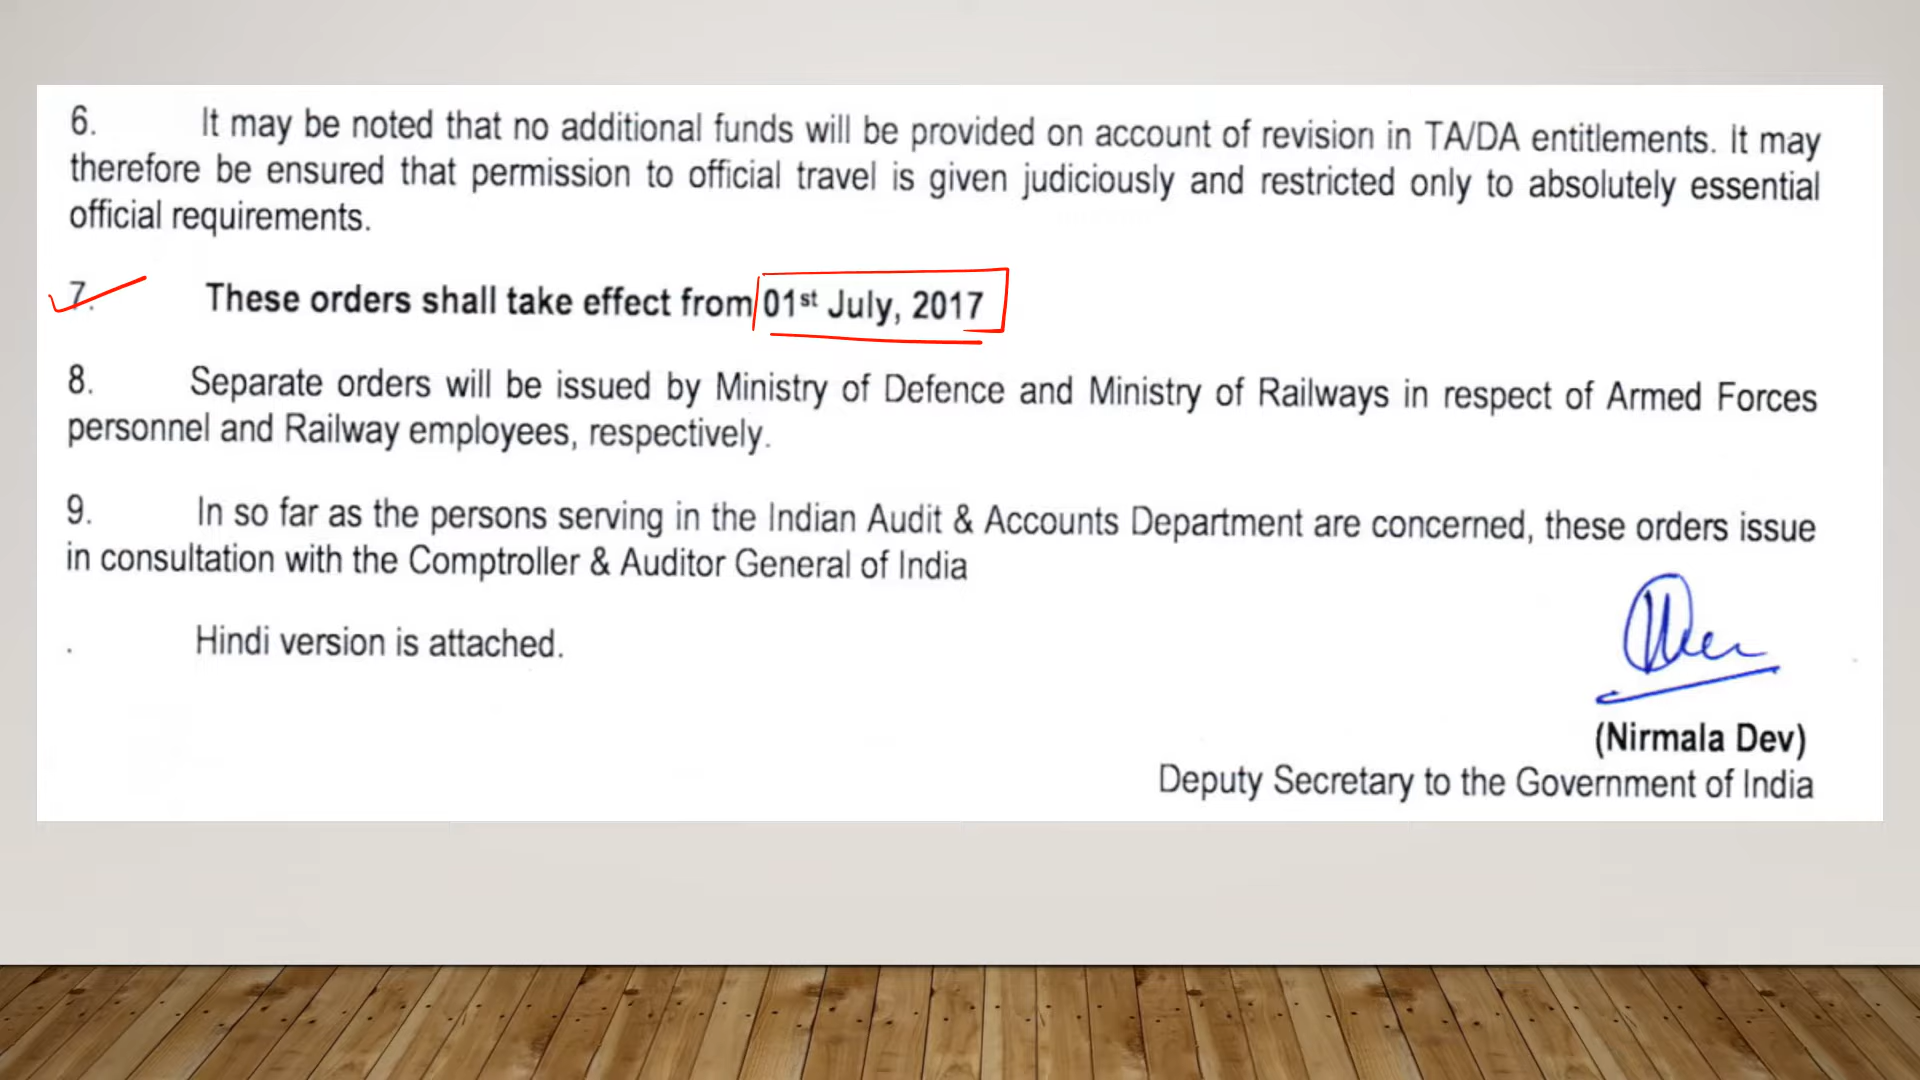 6. It may be noted that no additional funds will be provided on account of revision in TA/DA entitlements. It may
therefore be ensured that permission to official travel is given judiciously and restricted only to absolutely essential
official requirements.
7. These orders shall take effect from 01st July, 2017
8. Separate orders will be issued by Ministry of Defence and Ministry of Railways in respect of Armed Forces
personnel and Railway employees, respectively.
9. In so far as the persons serving in the Indian Audit & Accounts Department are concerned, these orders issue
in consultation with the Comptroller & Auditor General of India
Hindi version is attached.
(Nirmala Dev)
Deputy Secretary to the Government of India